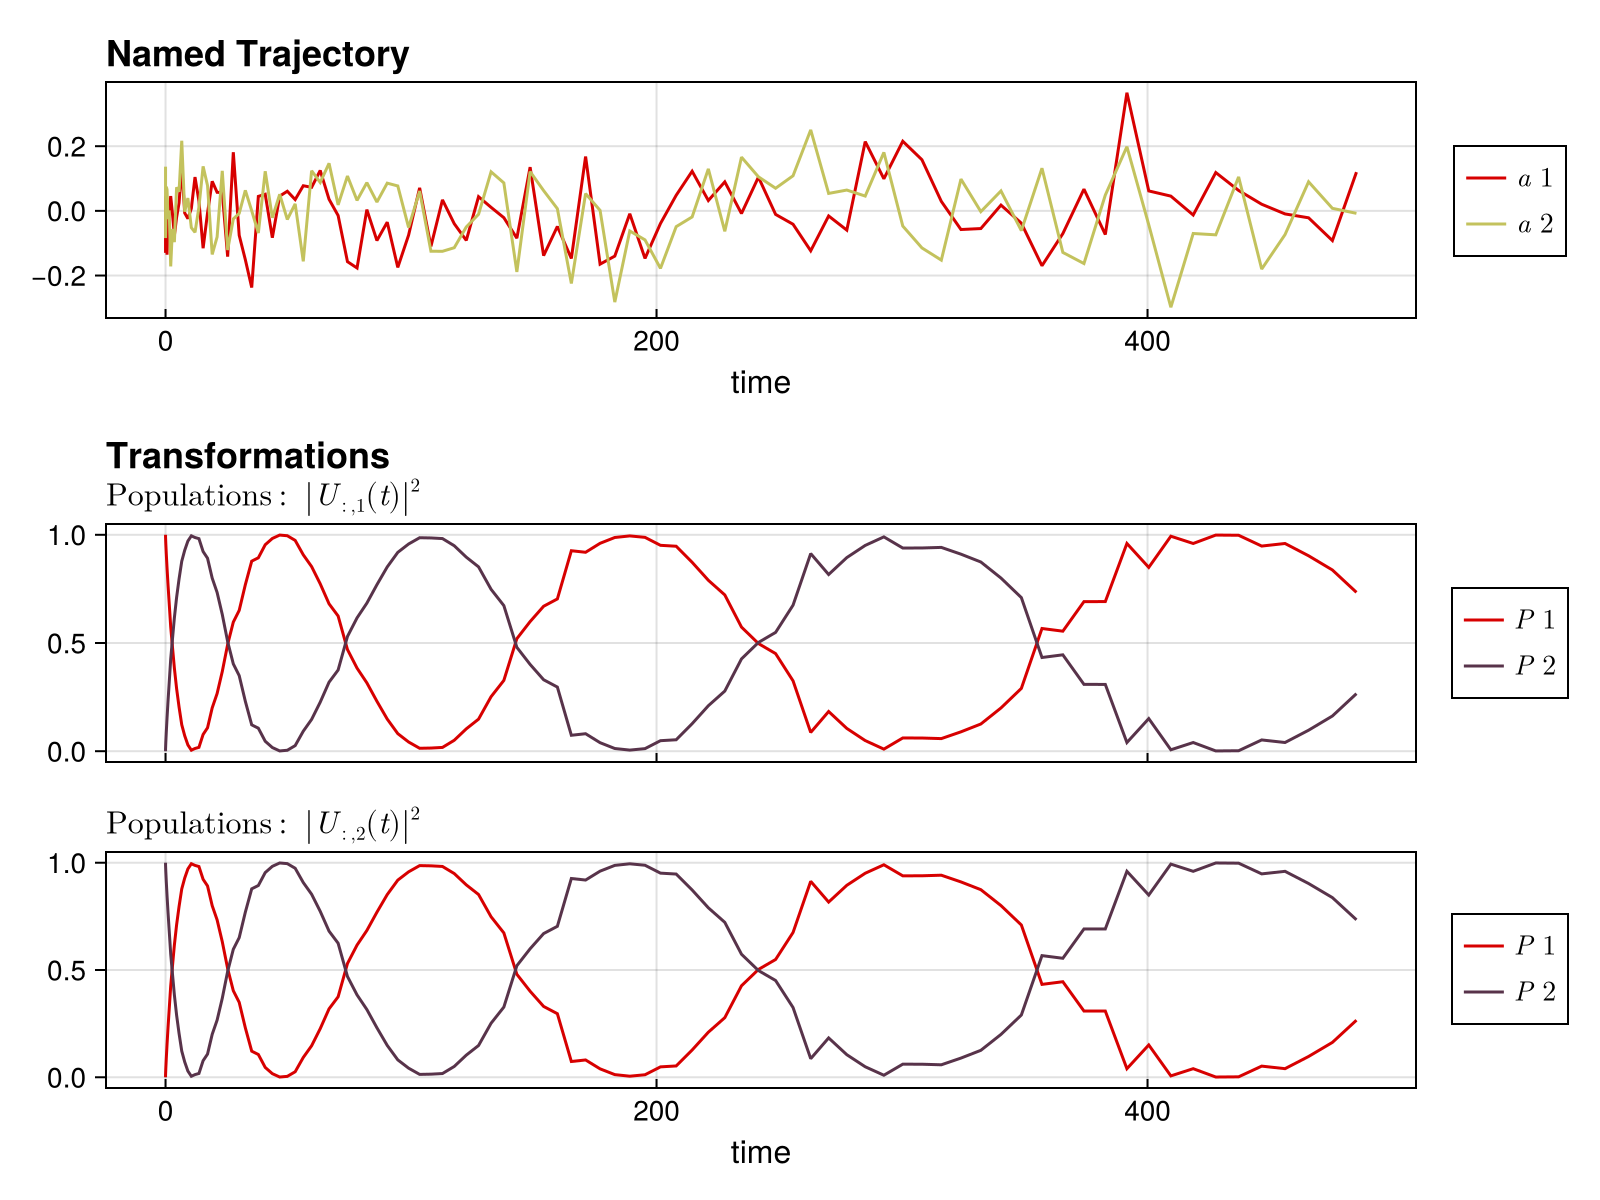 Named Trajectory
0.2
0.0
−0.2
0
200
400
time
a 1
a 2
Transformations
Populations: |U:,1(t)|²
1.0
0.5
0.0
P 1
P 2
Populations: |U:,2(t)|²
1.0
0.5
0.0
0
200
400
time
P 1
P 2